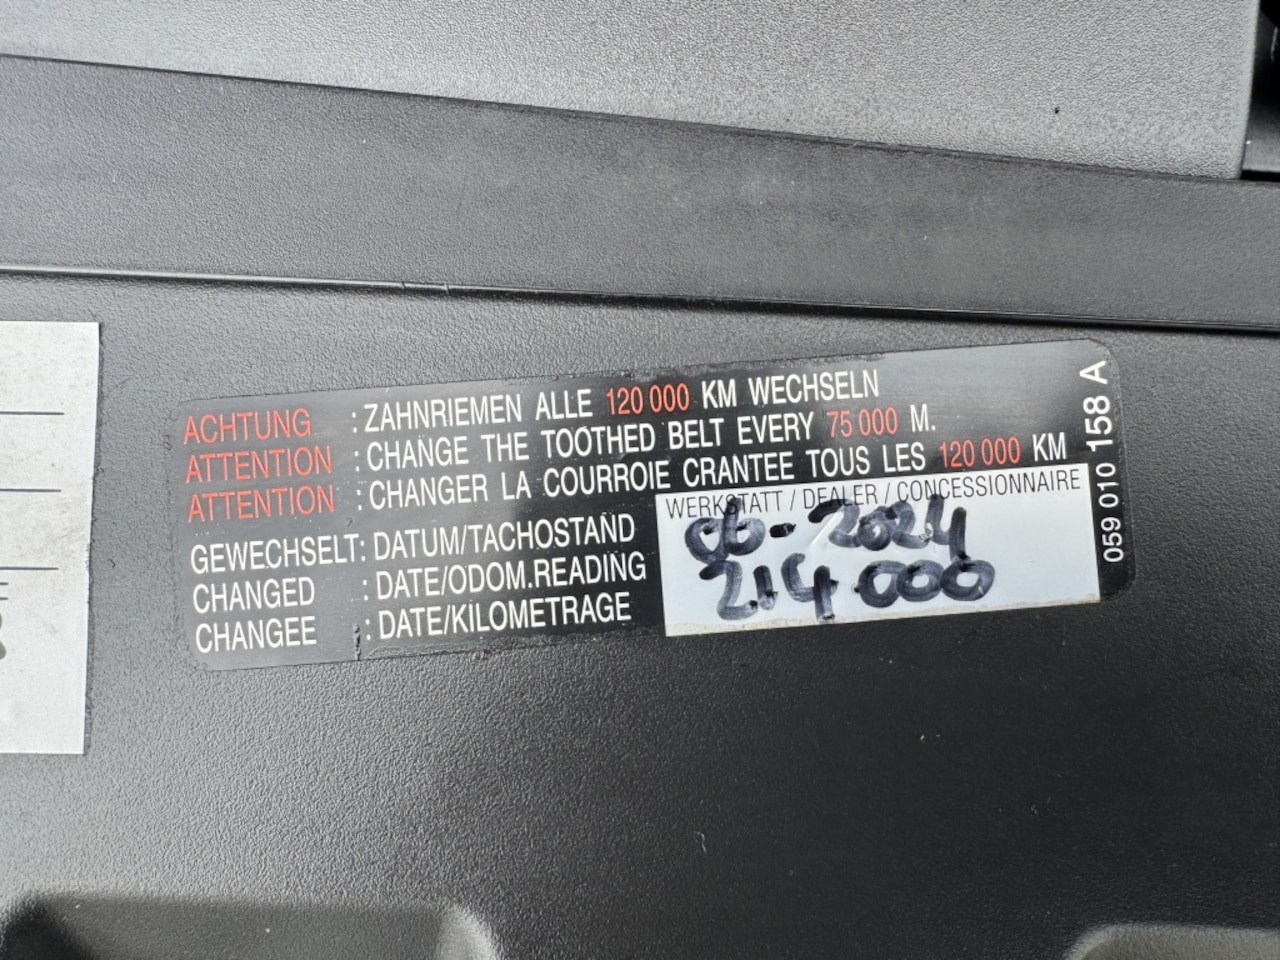 ACHTUNG : ZAHNRIEMEN ALLE 120 000 KM WECHSELN
ATTENTION : CHANGE THE TOOTHED BELT EVERY 75 000 M.
ATTENTION : CHANGER LA COURROIE CRANTEE TOUS LES 120 000 KM
WERKSTATT / DEALER / CONCESSIONNAIRE
GEWECHSELT: DATUM/TACHOSTAND
CHANGED : DATE/ODOM.READING
CHANGEE : DATE/KILOMETRAGE
06-2024
214.000
059 010 158 A